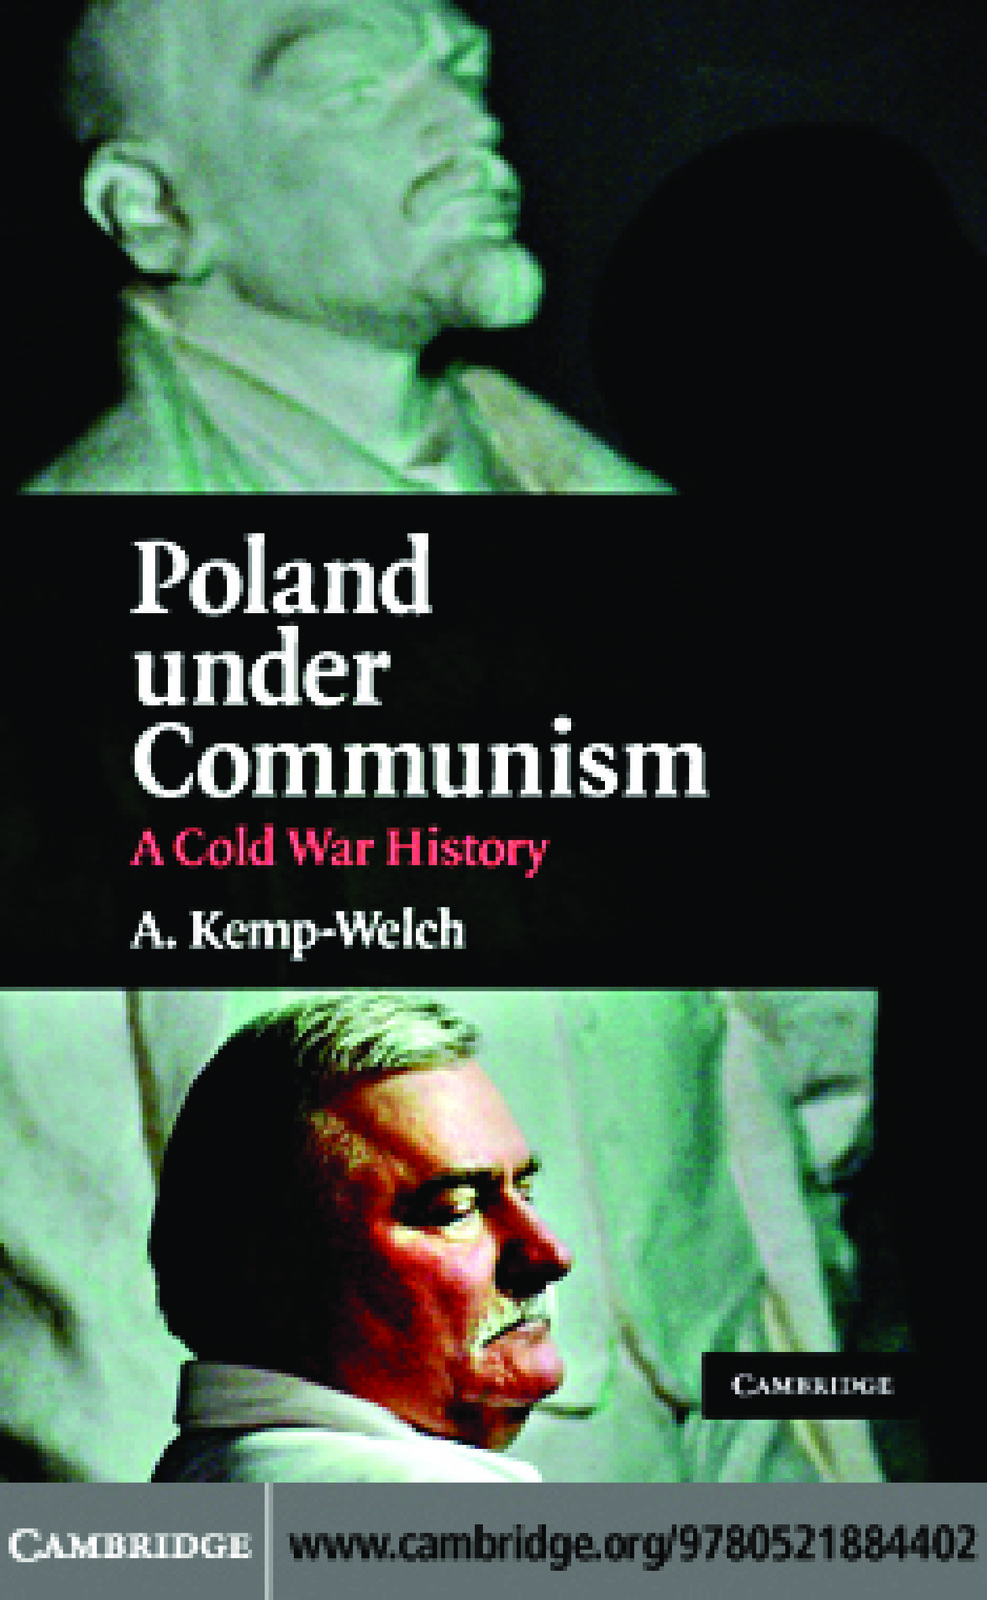 Poland
under
Communism
A Cold War History
A. Kemp-Welch
CAMBRIDGE
CAMBRIDGE
www.cambridge.org/9780521884402